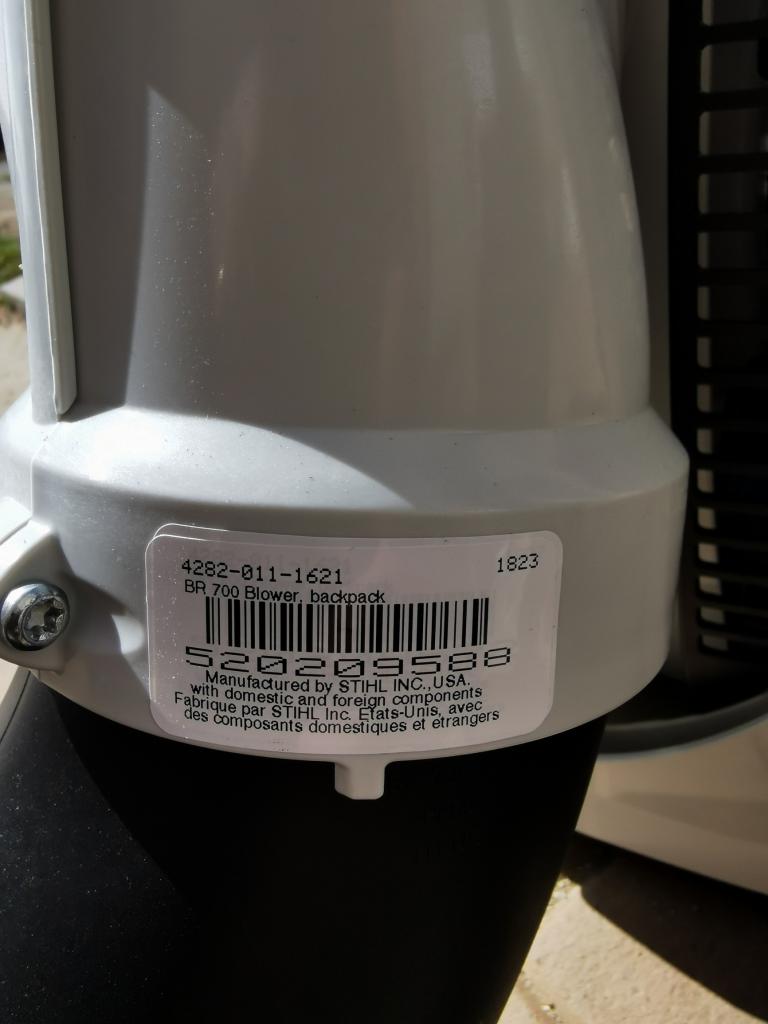 4282-011-1621 1823
BR 700 Blower, backpack
520209588
Manufactured by STIHL INC.,USA.
with domestic and foreign components
Fabrique par STIHL Inc. Etats-Unis, avec
des composants domestiques et etrangers